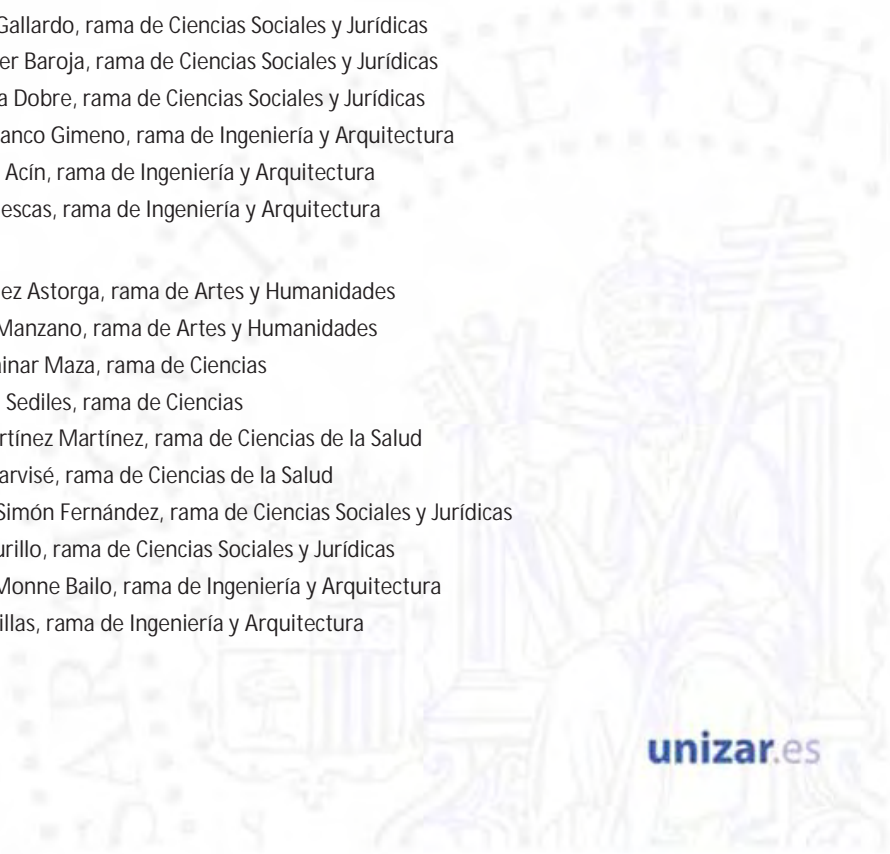 Gallardo, rama de Ciencias Sociales y Jurídicas
er Baroja, rama de Ciencias Sociales y Jurídicas
a Dobre, rama de Ciencias Sociales y Jurídicas
anco Gimeno, rama de Ingeniería y Arquitectura
Acín, rama de Ingeniería y Arquitectura
escas, rama de Ingeniería y Arquitectura
ez Astorga, rama de Artes y Humanidades
Manzano, rama de Artes y Humanidades
inar Maza, rama de Ciencias
Sediles, rama de Ciencias
rtínez Martínez, rama de Ciencias de la Salud
arvisé, rama de Ciencias de la Salud
Simón Fernández, rama de Ciencias Sociales y Jurídicas
urillo, rama de Ciencias Sociales y Jurídicas
Monne Bailo, rama de Ingeniería y Arquitectura
illas, rama de Ingeniería y Arquitectura
unizar.es